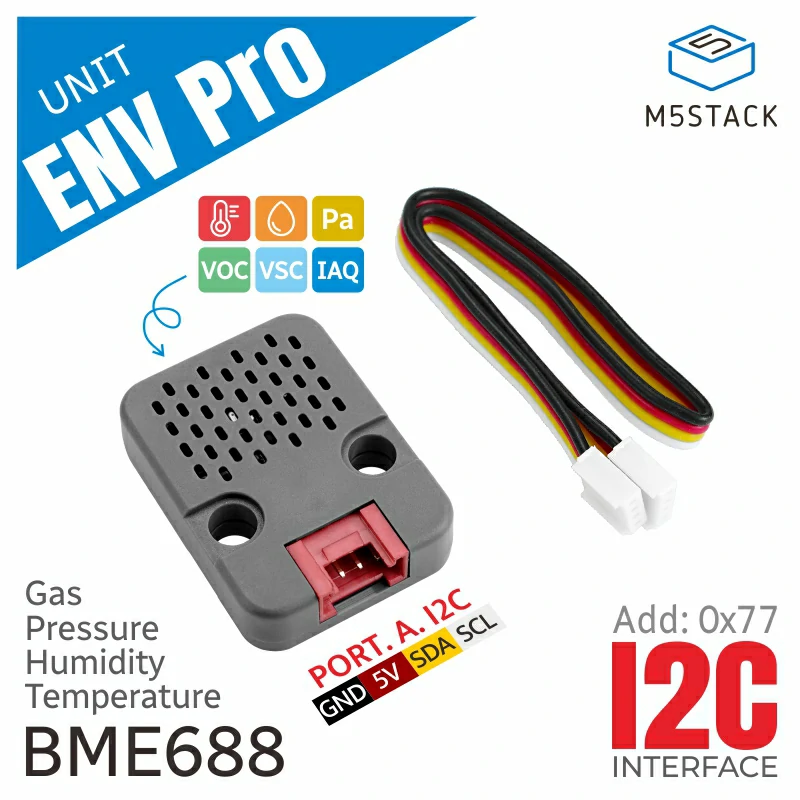 UNIT
ENV Pro
M5STACK
Pa
VOC VSC IAQ
PORT. A. I2C
GND 5V SDA SCL
Gas
Pressure
Humidity
Temperature
BME688
Add: 0x77
I2C
INTERFACE